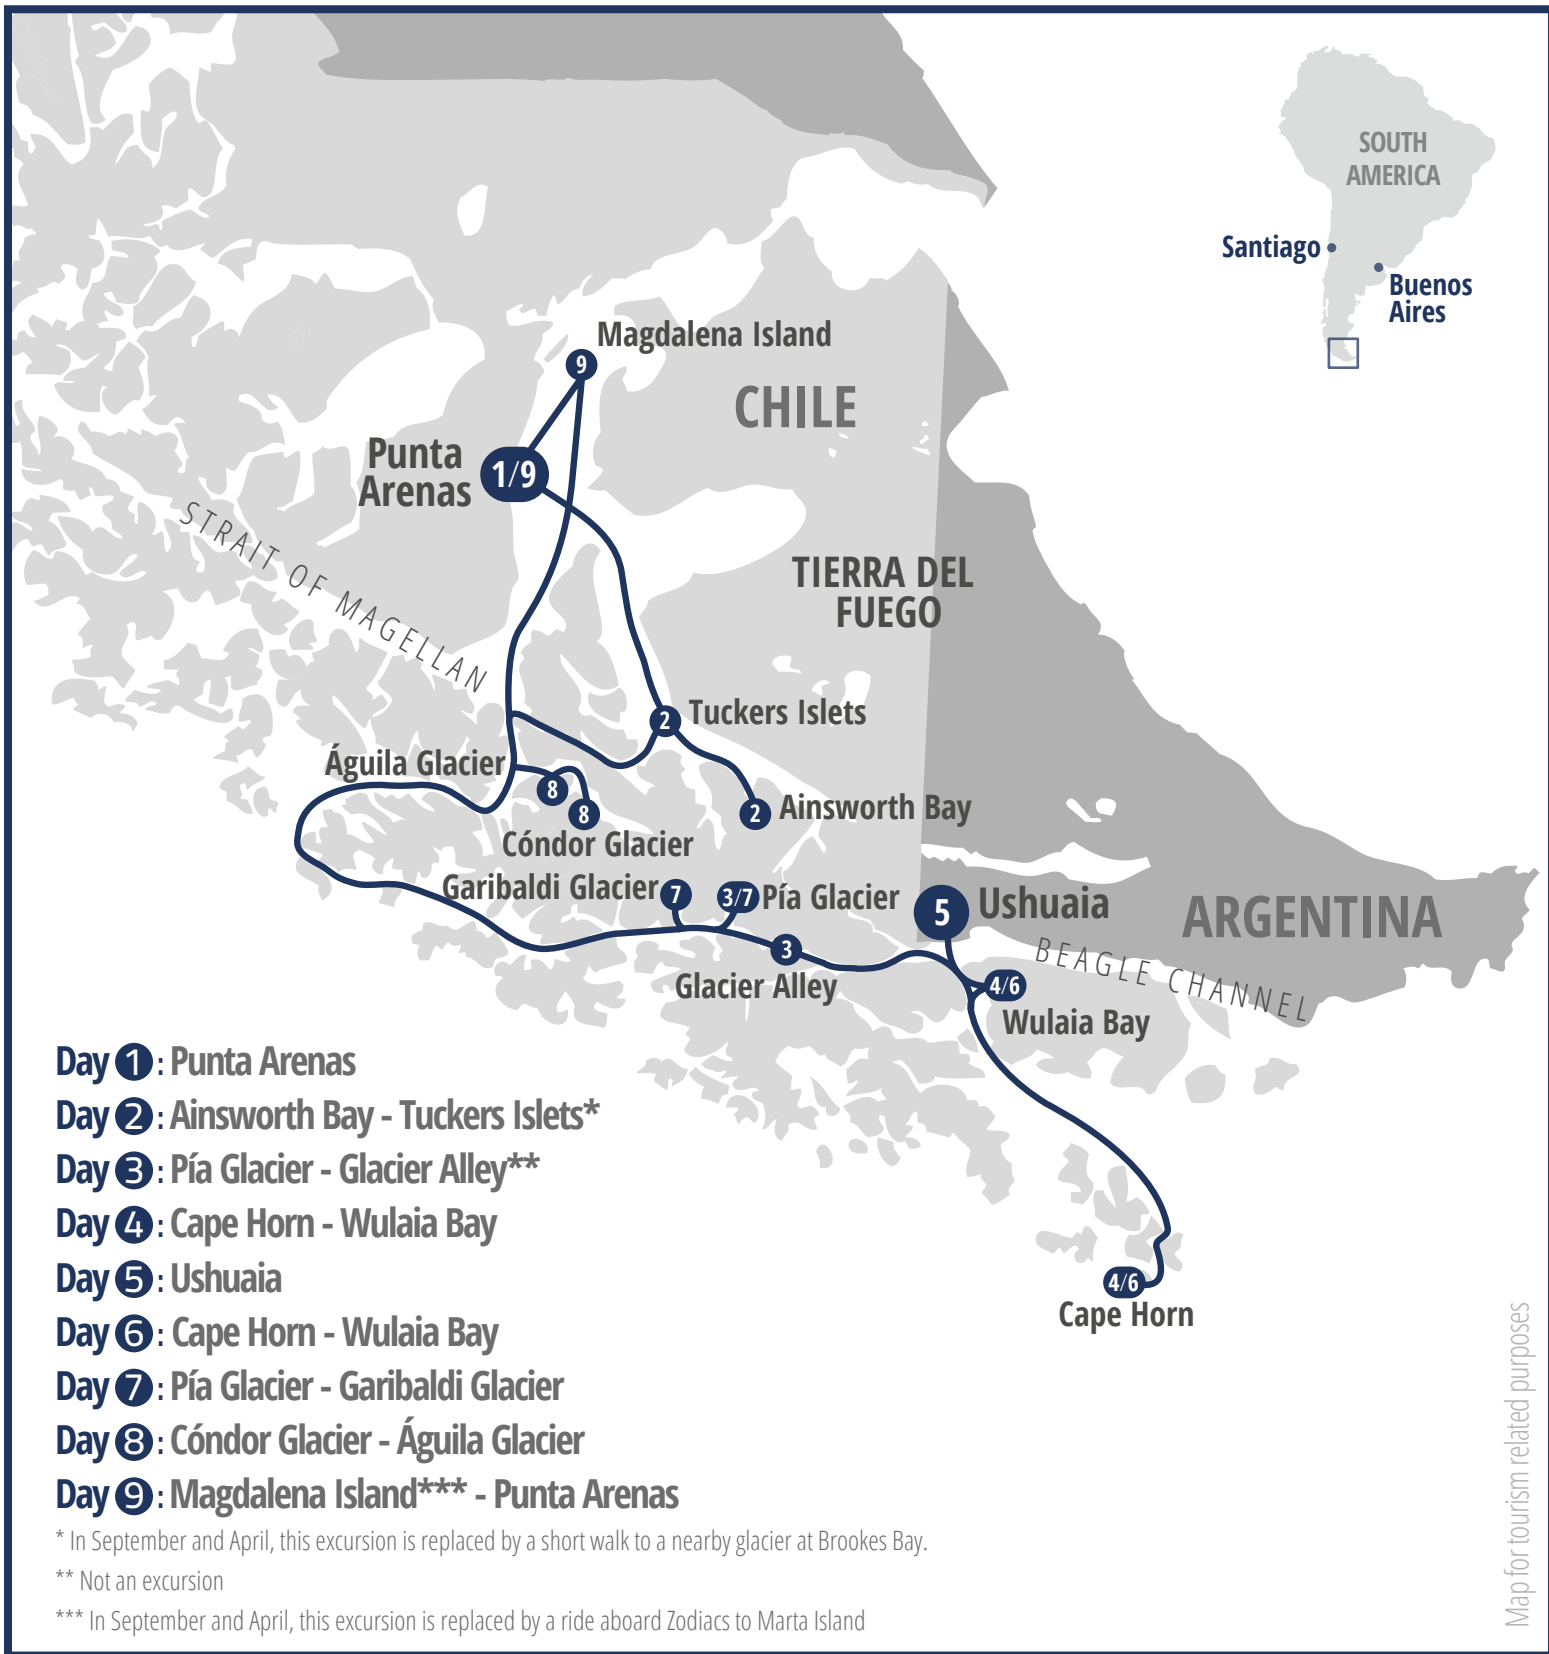 SOUTH
AMERICA
Santiago
Buenos
Aires
Magdalena Island
9
CHILE
Punta
Arenas
1/9
STRAIT OF MAGELLAN
TIERRA DEL
FUEGO
2 Tuckers Islets
Águila Glacier
8
8
2 Ainsworth Bay
Cóndor Glacier
Garibaldi Glacier 7
3/7 Pía Glacier
5 Ushuaia
ARGENTINA
BEAGLE CHANNEL
3
Glacier Alley
4/6
Wulaia Bay
4/6
Cape Horn
Day 1: Punta Arenas
Day 2: Ainsworth Bay - Tuckers Islets*
Day 3: Pía Glacier - Glacier Alley**
Day 4: Cape Horn - Wulaia Bay
Day 5: Ushuaia
Day 6: Cape Horn - Wulaia Bay
Day 7: Pía Glacier - Garibaldi Glacier
Day 8: Cóndor Glacier - Águila Glacier
Day 9: Magdalena Island*** - Punta Arenas
* In September and April, this excursion is replaced by a short walk to a nearby glacier at Brookes Bay.
** Not an excursion
*** In September and April, this excursion is replaced by a ride aboard Zodiacs to Marta Island
Map for tourism related purposes